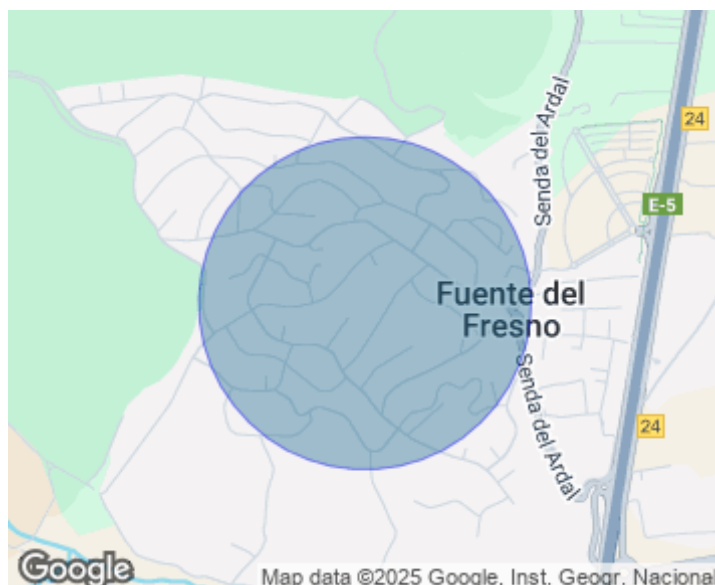 Senda del Ardal
24
E-5
Fuente del
Fresno
Senda del Ardal
24
Google
Map data ©2025 Google, Inst. Geogr. Nacional